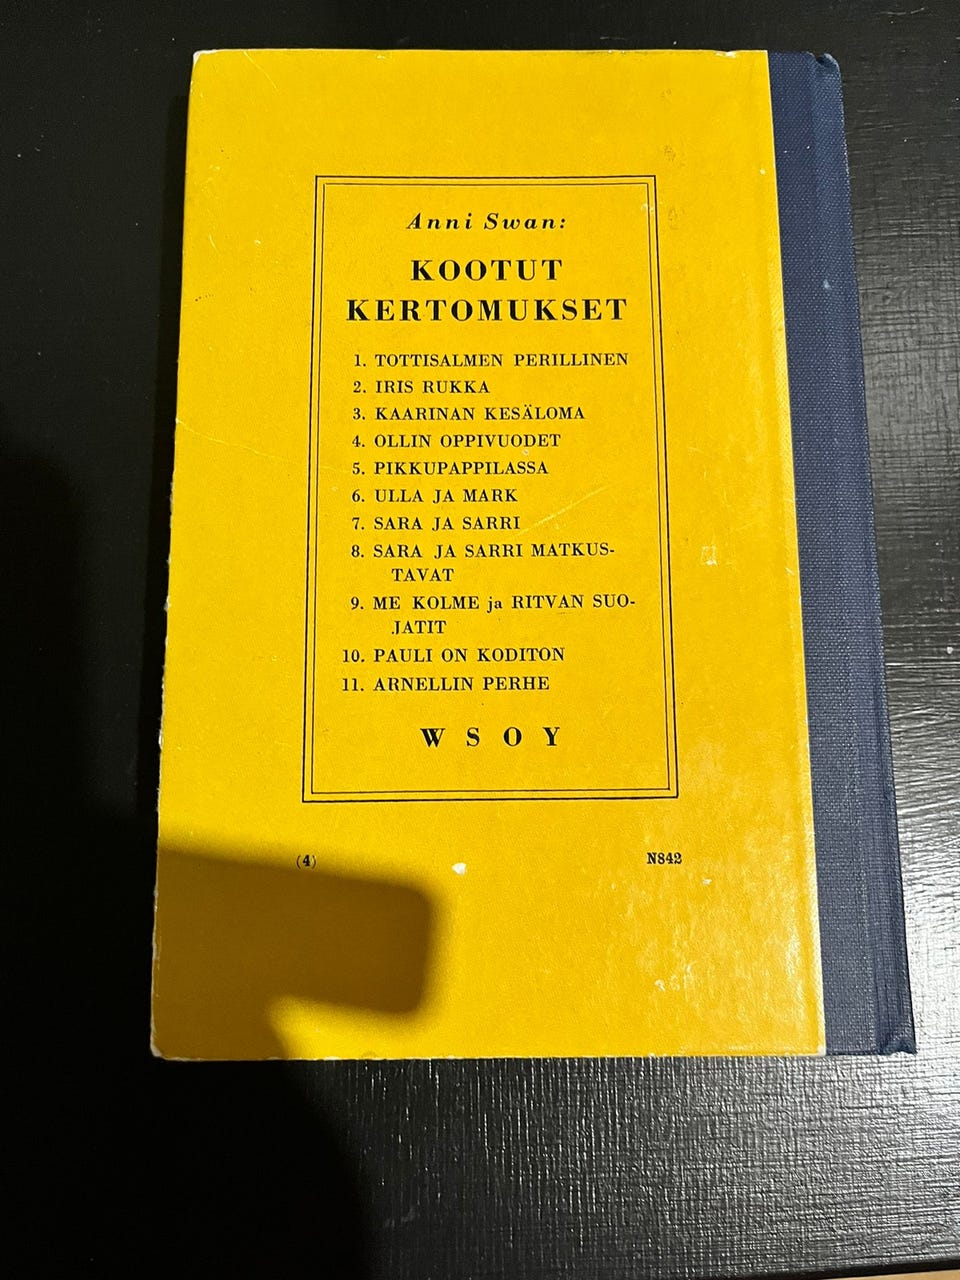 Anni Swan:
KOOTUT
KERTOMUKSET
1. TOTTISALMEN PERILLINEN
2. IRIS RUKKA
3. KAARINAN KESÄLOMA
4. OLLIN OPPIVUODET
5. PIKKUPAPPILASSA
6. ULLA JA MARK
7. SARA JA SARRI
8. SARA JA SARRI MATKUS-
TAVAT
9. ME KOLME ja RITVAN SUO-
JATIT
10. PAULI ON KODITON
11. ARNELLIN PERHE
W S O Y
(4) N842